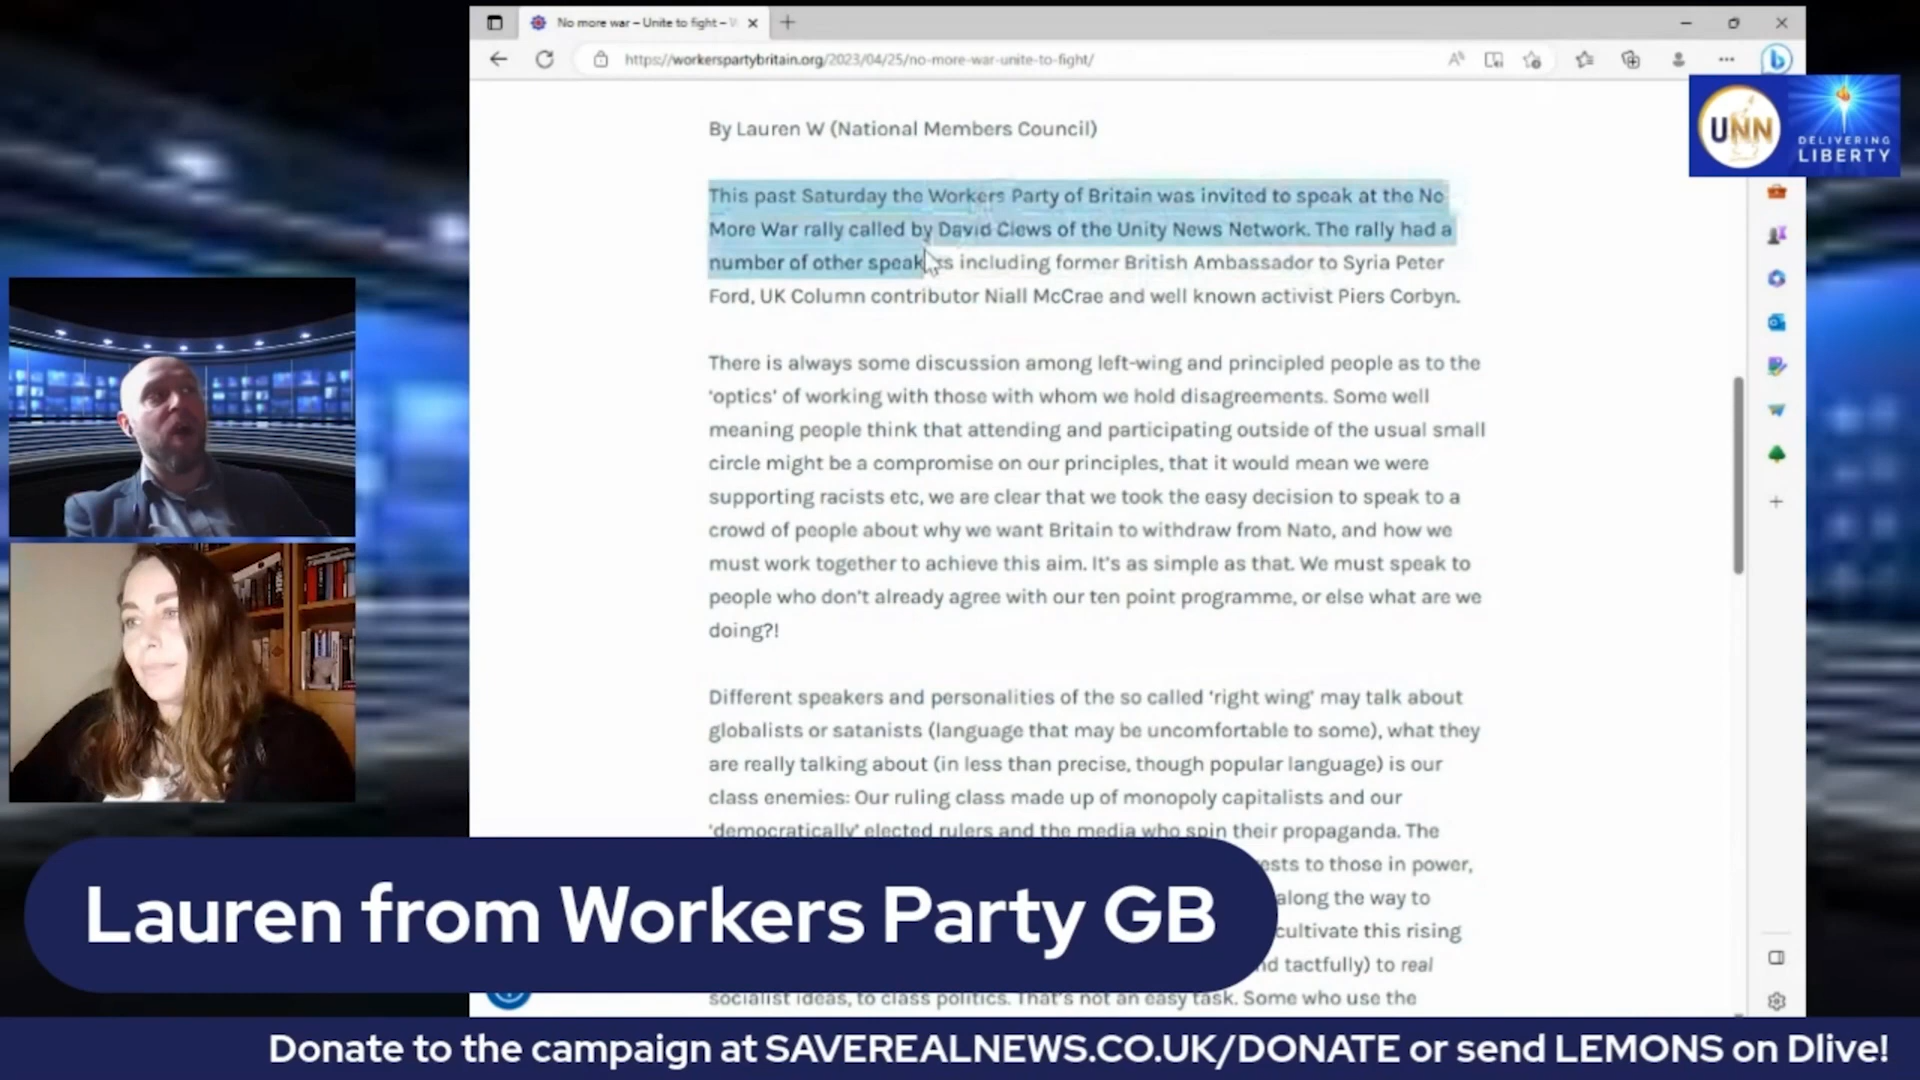 No more war – Unite to fight –
https://workerspartybritain.org/2023/04/25/no-more-war-unite-to-fight/
UNN
DELIVERING
LIBERTY
By Lauren W (National Members Council)
This past Saturday the Workers Party of Britain was invited to speak at the No
More War rally called by David Clews of the Unity News Network. The rally had a
number of other speakers including former British Ambassador to Syria Peter
Ford, UK Column contributor Niall McCrae and well known activist Piers Corbyn.
There is always some discussion among left-wing and principled people as to the
'optics' of working with those with whom we hold disagreements. Some well
meaning people think that attending and participating outside of the usual small
circle might be a compromise on our principles, that it would mean we were
supporting racists etc, we are clear that we took the easy decision to speak to a
crowd of people about why we want Britain to withdraw from Nato, and how we
must work together to achieve this aim. It's as simple as that. We must speak to
people who don't already agree with our ten point programme, or else what are we
doing?!
Different speakers and personalities of the so called 'right wing' may talk about
globalists or satanists (language that may be uncomfortable to some), what they
are really talking about (in less than precise, though popular language) is our
class enemies: Our ruling class made up of monopoly capitalists and our
'democratically' elected rulers and the media who spin their propaganda. The
to those in power,
along the way to
cultivate this rising
tactfully) to real
socialist ideas, to class politics. That's not an easy task. Some who use the
Lauren from Workers Party GB
Donate to the campaign at SAVEREALNEWS.CO.UK/DONATE or send LEMONS on Dlive!